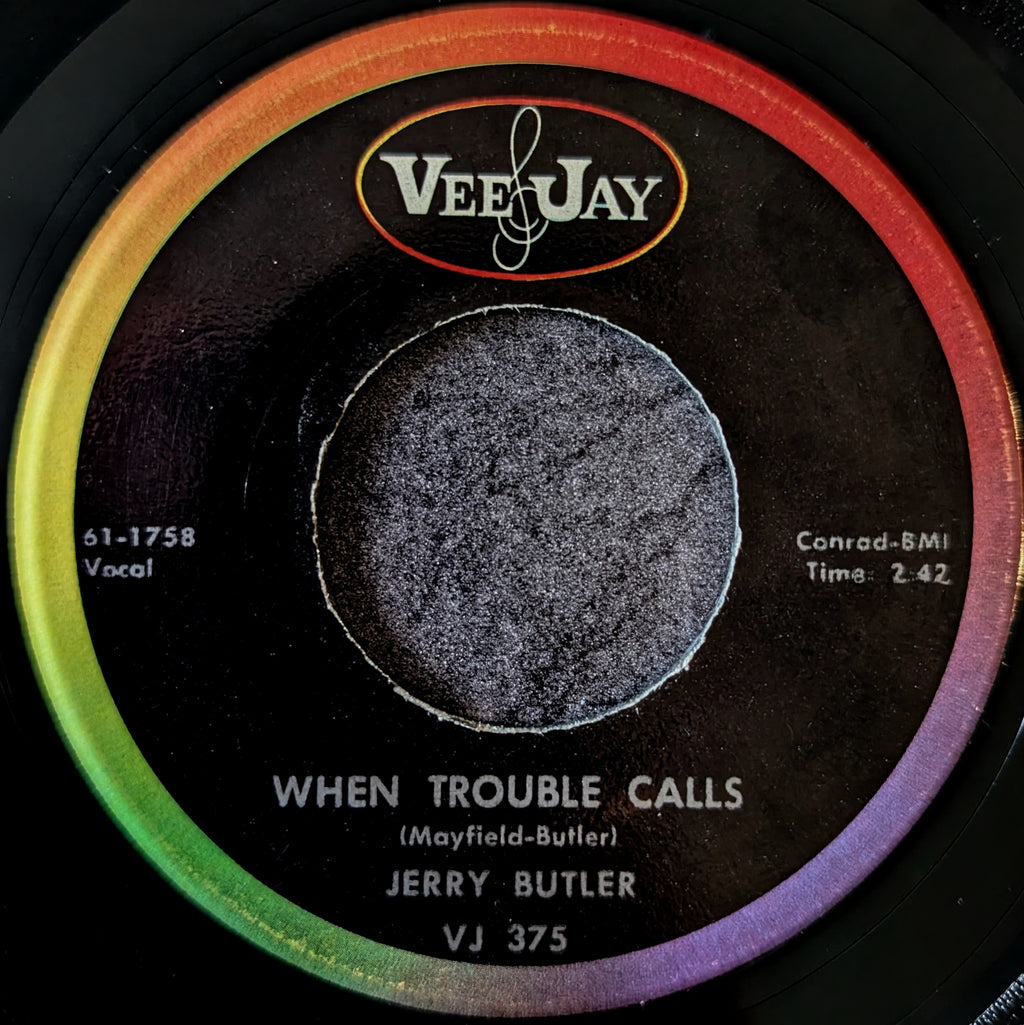 VEE JAY
61-1758
Vocal
Conrad-BMI
Time: 2:42
WHEN TROUBLE CALLS
(Mayfield-Butler)
JERRY BUTLER
VJ 375